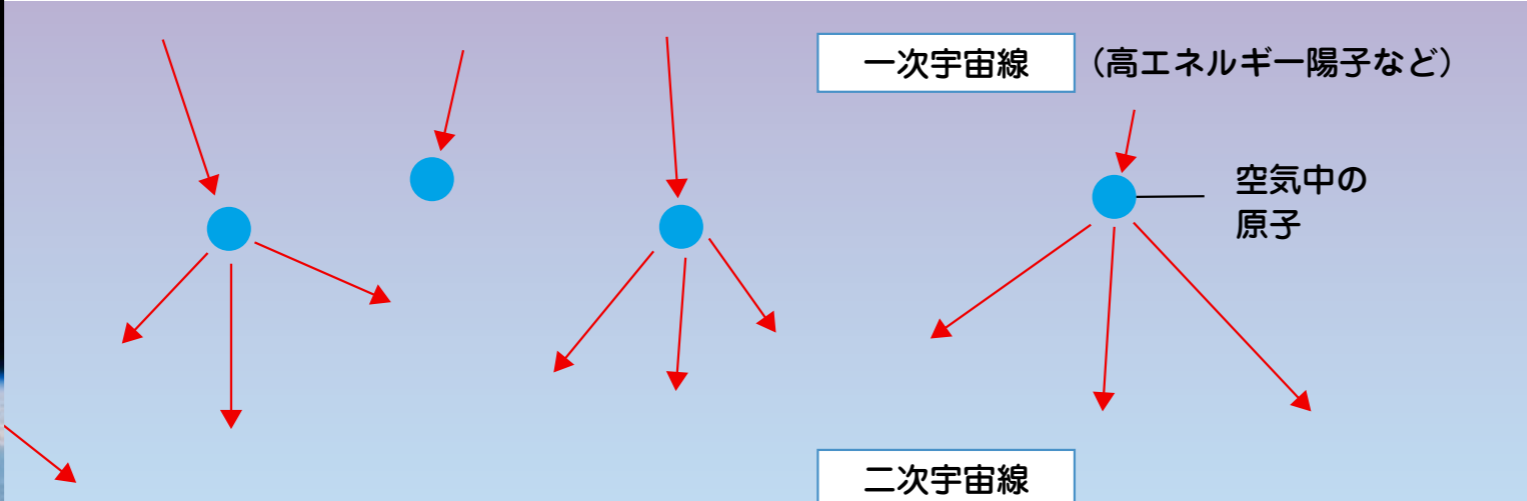 一次宇宙線 （高エネルギー陽子など）
空気中の
原子
二次宇宙線